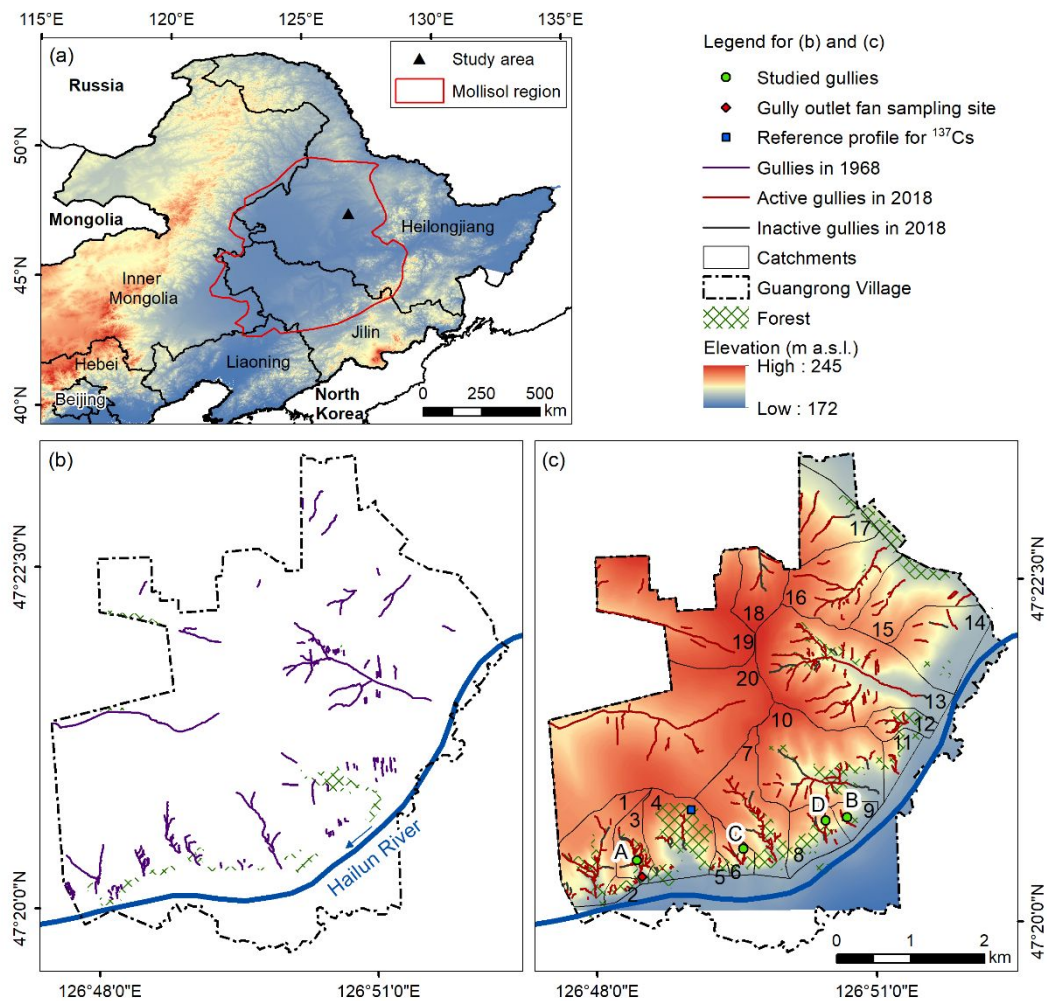 115°E
120°E
125°E
130°E
135°E
(a)
Study area
Mollisol region
Russia
50°N
Mongolia
Heilongjiang
45°N
Inner
Mongolia
Jilin
Hebei
Liaoning
Beijing
North
Korea
40°N
0 250 500
km
Legend for (b) and (c)
Studied gullies
Gully outlet fan sampling site
Reference profile for ¹³⁷Cs
Gullies in 1968
Active gullies in 2018
Inactive gullies in 2018
Catchments
Guangrong Village
Forest
Elevation (m a.s.l.)
High : 245
Low : 172
(b)
47°22'30"N
47°20'0"N
Hailun River
126°48'0"E
126°51'0"E
(c)
17
16
18
15
14
19
20
13
10
12
11
7
1
4
3
D
B
9
A
C
8
5
6
2
47°22'30"N
47°20'0"N
0 1 2
km
126°48'0"E
126°51'0"E